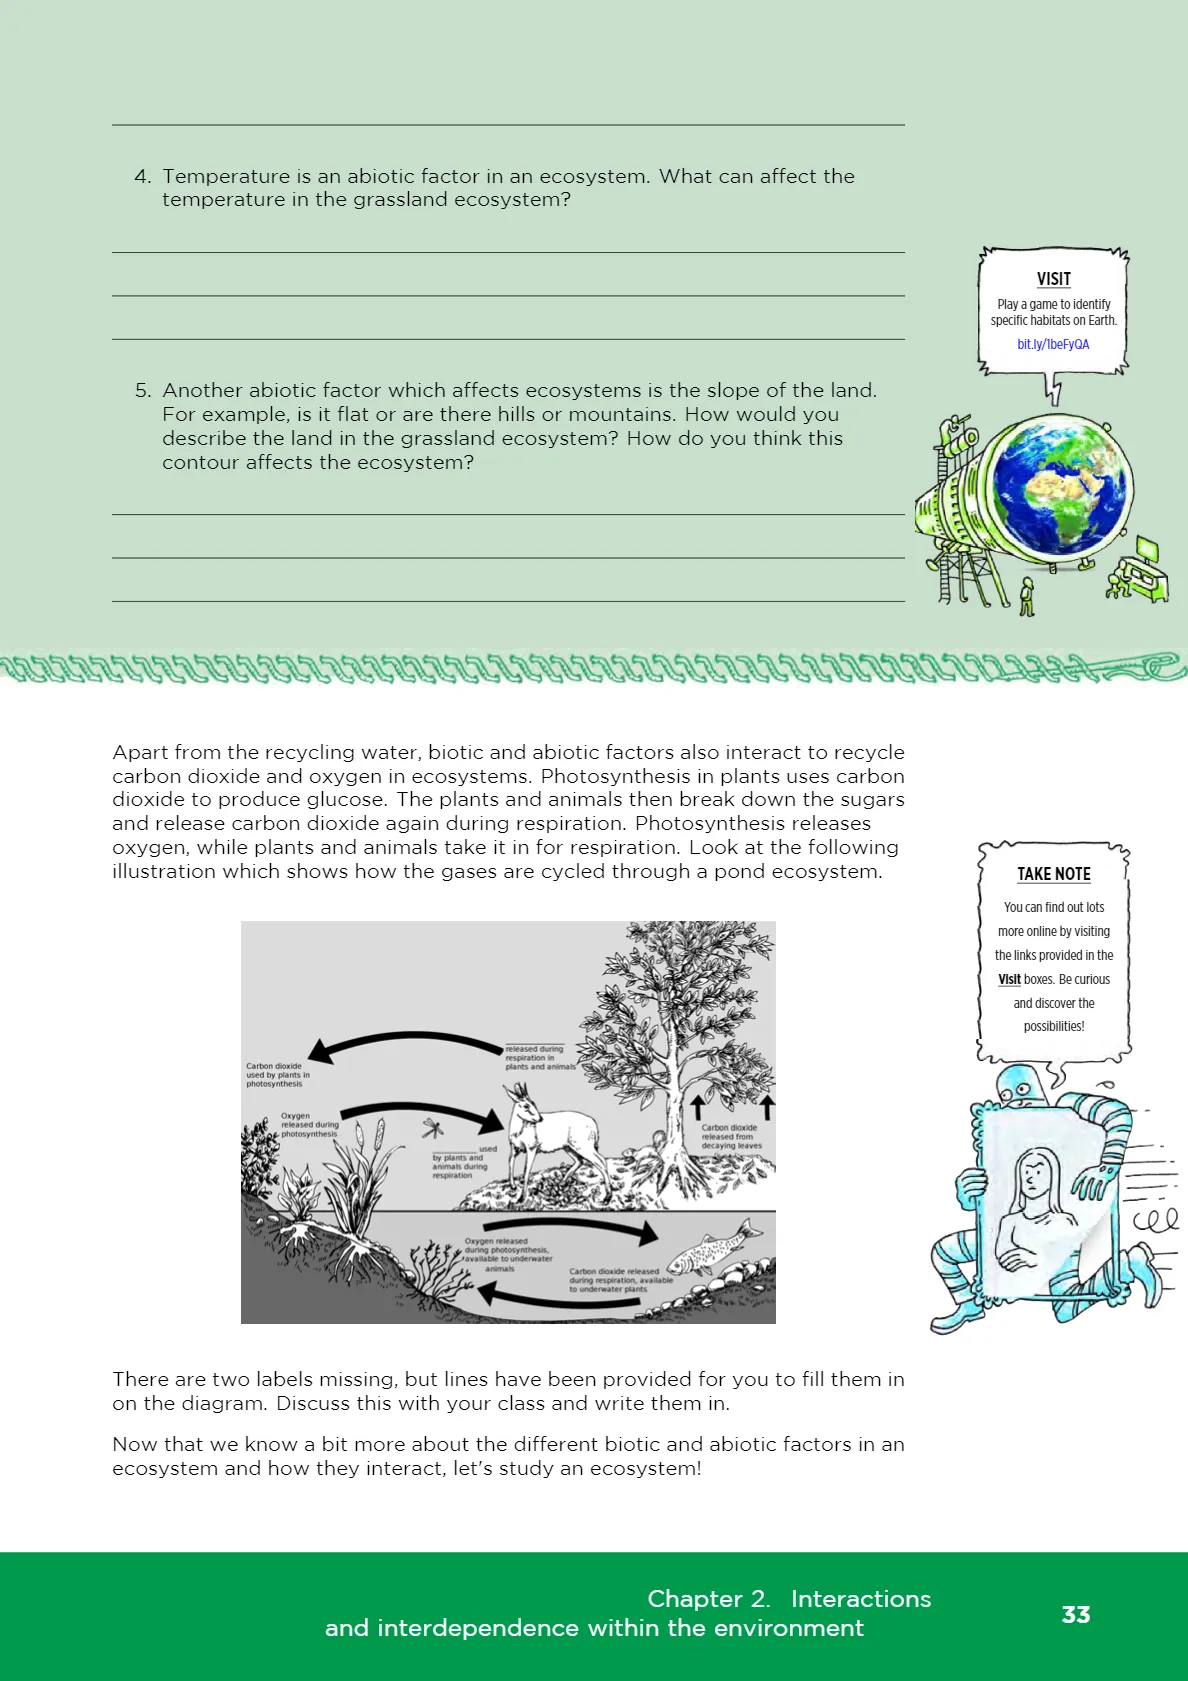 4. Temperature is an abiotic factor in an ecosystem. What can affect the
temperature in the grassland ecosystem?
VISIT
Play a game to identify
specific habitats on Earth.
bit.ly/1beFyQA
5. Another abiotic factor which affects ecosystems is the slope of the land.
For example, is it flat or are there hills or mountains. How would you
describe the land in the grassland ecosystem? How do you think this
contour affects the ecosystem?
Apart from the recycling water, biotic and abiotic factors also interact to recycle
carbon dioxide and oxygen in ecosystems. Photosynthesis in plants uses carbon
dioxide to produce glucose. The plants and animals then break down the sugars
and release carbon dioxide again during respiration. Photosynthesis releases
oxygen, while plants and animals take it in for respiration. Look at the following
illustration which shows how the gases are cycled through a pond ecosystem.
TAKE NOTE
You can find out lots
more online by visiting
the links provided in the
Visit boxes. Be curious
and discover the
possibilities!
released during
respiration in
plants and animals
Carbon dioxide
used by plants in
photosynthesis
Oxygen
released during
photosynthesis
used
by plants and
animals during
respiration
Carbon dioxide
released from
decaying leaves
Oxygen released
during photosynthesis,
available to underwater
animals
Carbon dioxide released
during respiration, available
to underwater plants
There are two labels missing, but lines have been provided for you to fill them in
on the diagram. Discuss this with your class and write them in.
Now that we know a bit more about the different biotic and abiotic factors in an
ecosystem and how they interact, let's study an ecosystem!
Chapter 2. Interactions
and interdependence within the environment
33